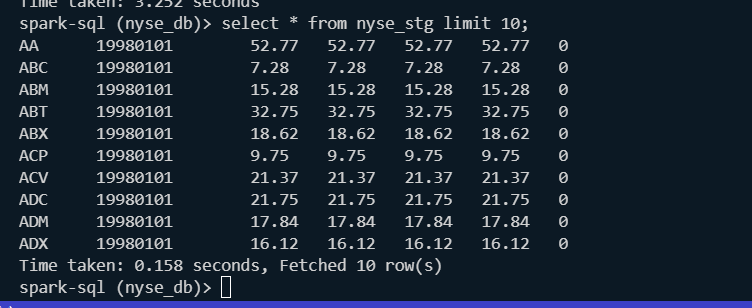 Time taken: 3.252 seconds
spark-sql (nyse_db)> select * from nyse_stg limit 10;
AA 19980101 52.77 52.77 52.77 52.77 0
ABC 19980101 7.28 7.28 7.28 7.28 0
ABM 19980101 15.28 15.28 15.28 15.28 0
ABT 19980101 32.75 32.75 32.75 32.75 0
ABX 19980101 18.62 18.62 18.62 18.62 0
ACP 19980101 9.75 9.75 9.75 9.75 0
ACV 19980101 21.37 21.37 21.37 21.37 0
ADC 19980101 21.75 21.75 21.75 21.75 0
ADM 19980101 17.84 17.84 17.84 17.84 0
ADX 19980101 16.12 16.12 16.12 16.12 0
Time taken: 0.158 seconds, Fetched 10 row(s)
spark-sql (nyse_db)>